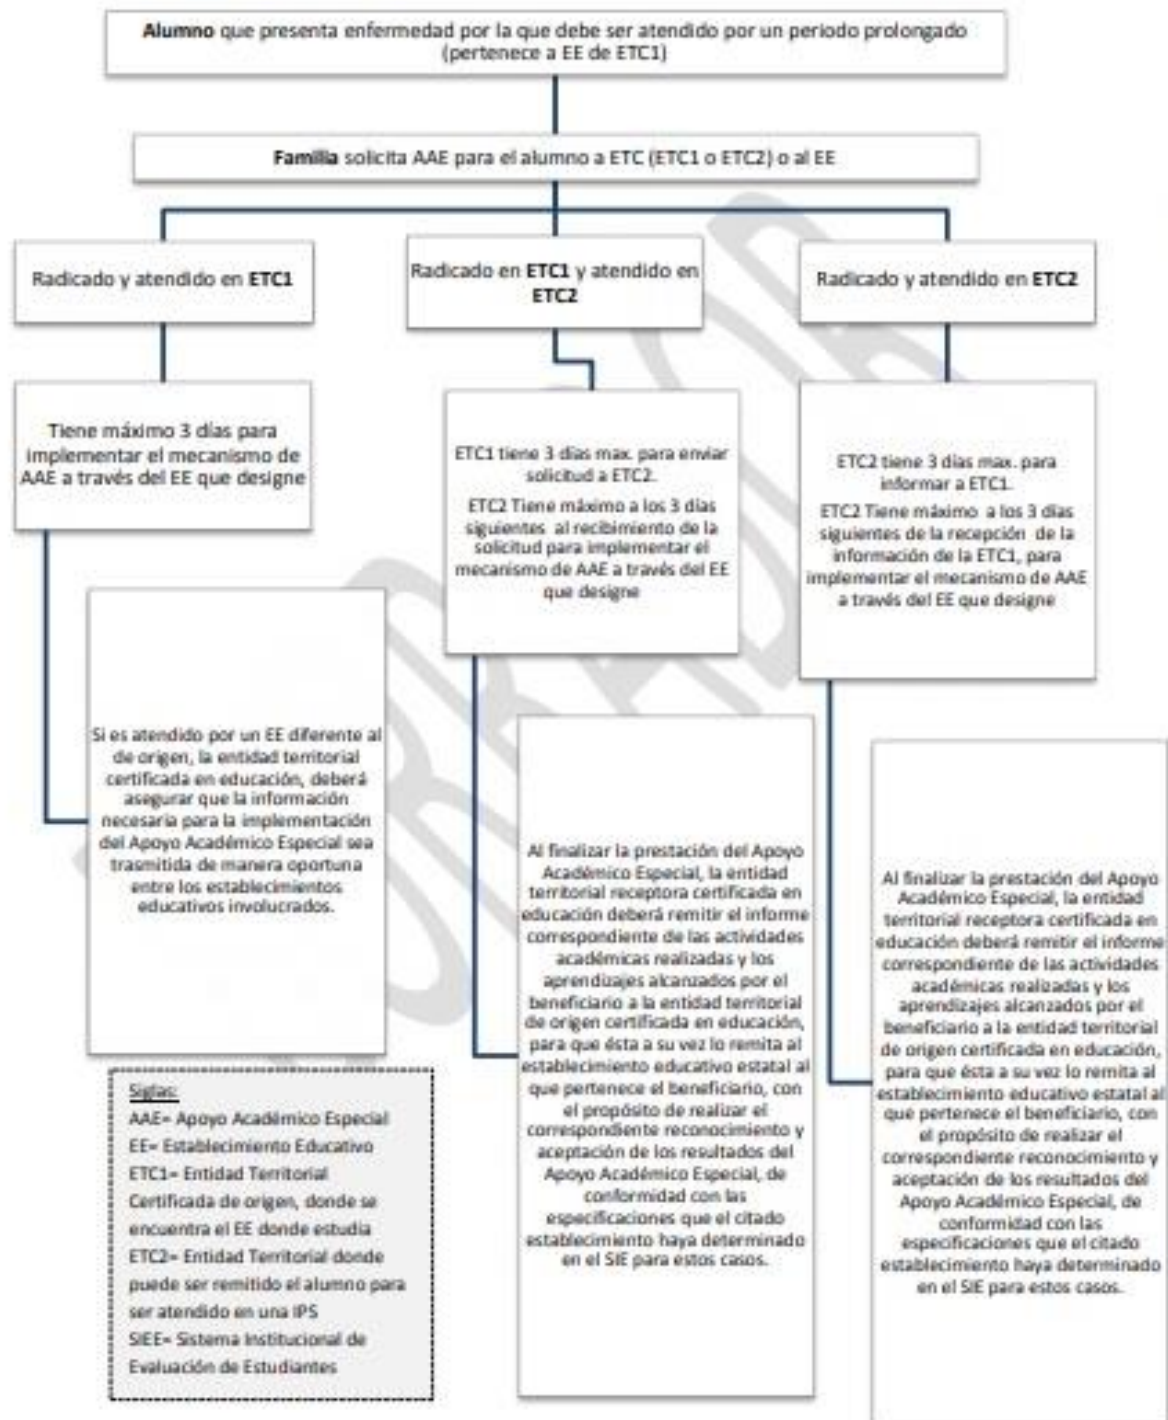 Alumno que presenta enfermedad por la que debe ser atendido por un periodo prolongado
(pertenece a EE de ETC1)
Familia solicita AAE para el alumno a ETC (ETC1 o ETC2) o al EE
Radicado y atendido en ETC1
Radicado en ETC1 y atendido en
ETC2
Radicado y atendido en ETC2
Tiene máximo 3 días para
implementar el mecanismo de
AAE a través del EE que designe
ETC1 tiene 3 días max. para enviar
solicitud a ETC2.
ETC2 Tiene máximo a los 3 días
siguientes al recibimiento de la
solicitud para implementar el
mecanismo de AAE a través del EE
que designe
ETC2 tiene 3 días max. para
informar a ETC1.
ETC2 Tiene máximo a los 3 días
siguientes de la recepción de la
información de la ETC1, para
implementar el mecanismo de AAE
a través del EE que designe
Si es atendido por un EE diferente al
de origen, la entidad territorial
certificada en educación, deberá
asegurar que la información
necesaria para la implementación
del Apoyo Académico Especial sea
trasmitida de manera oportuna
entre los establecimientos
educativos involucrados.
Al finalizar la prestación del Apoyo
Académico Especial, la entidad
territorial receptora certificada en
educación deberá remitir el informe
correspondiente de las actividades
académicas realizadas y los
aprendizajes alcanzados por el
beneficiario a la entidad territorial
de origen certificada en educación,
para que ésta a su vez lo remita al
establecimiento educativo estatal al
que pertenece el beneficiario, con
el propósito de realizar el
correspondiente reconocimiento y
aceptación de los resultados del
Apoyo Académico Especial, de
conformidad con las
especificaciones que el citado
establecimiento haya determinado
en el SIE para estos casos.
Al finalizar la prestación del Apoyo
Académico Especial, la entidad
territorial receptora certificada en
educación deberá remitir el informe
correspondiente de las actividades
académicas realizadas y los
aprendizajes alcanzados por el
beneficiario a la entidad territorial
de origen certificada en educación,
para que ésta a su vez lo remita al
establecimiento educativo estatal al
que pertenece el beneficiario, con
el propósito de realizar el
correspondiente reconocimiento y
aceptación de los resultados del
Apoyo Académico Especial, de
conformidad con las
especificaciones que el citado
establecimiento haya determinado
en el SIE para estos casos.
Siglas:
AAE= Apoyo Académico Especial
EE= Establecimiento Educativo
ETC1= Entidad Territorial
Certificada de origen, donde se
encuentra el EE donde estudia
ETC2= Entidad Territorial donde
puede ser remitido el alumno para
ser atendido en una IPS
SIEE= Sistema Institucional de
Evaluación de Estudiantes